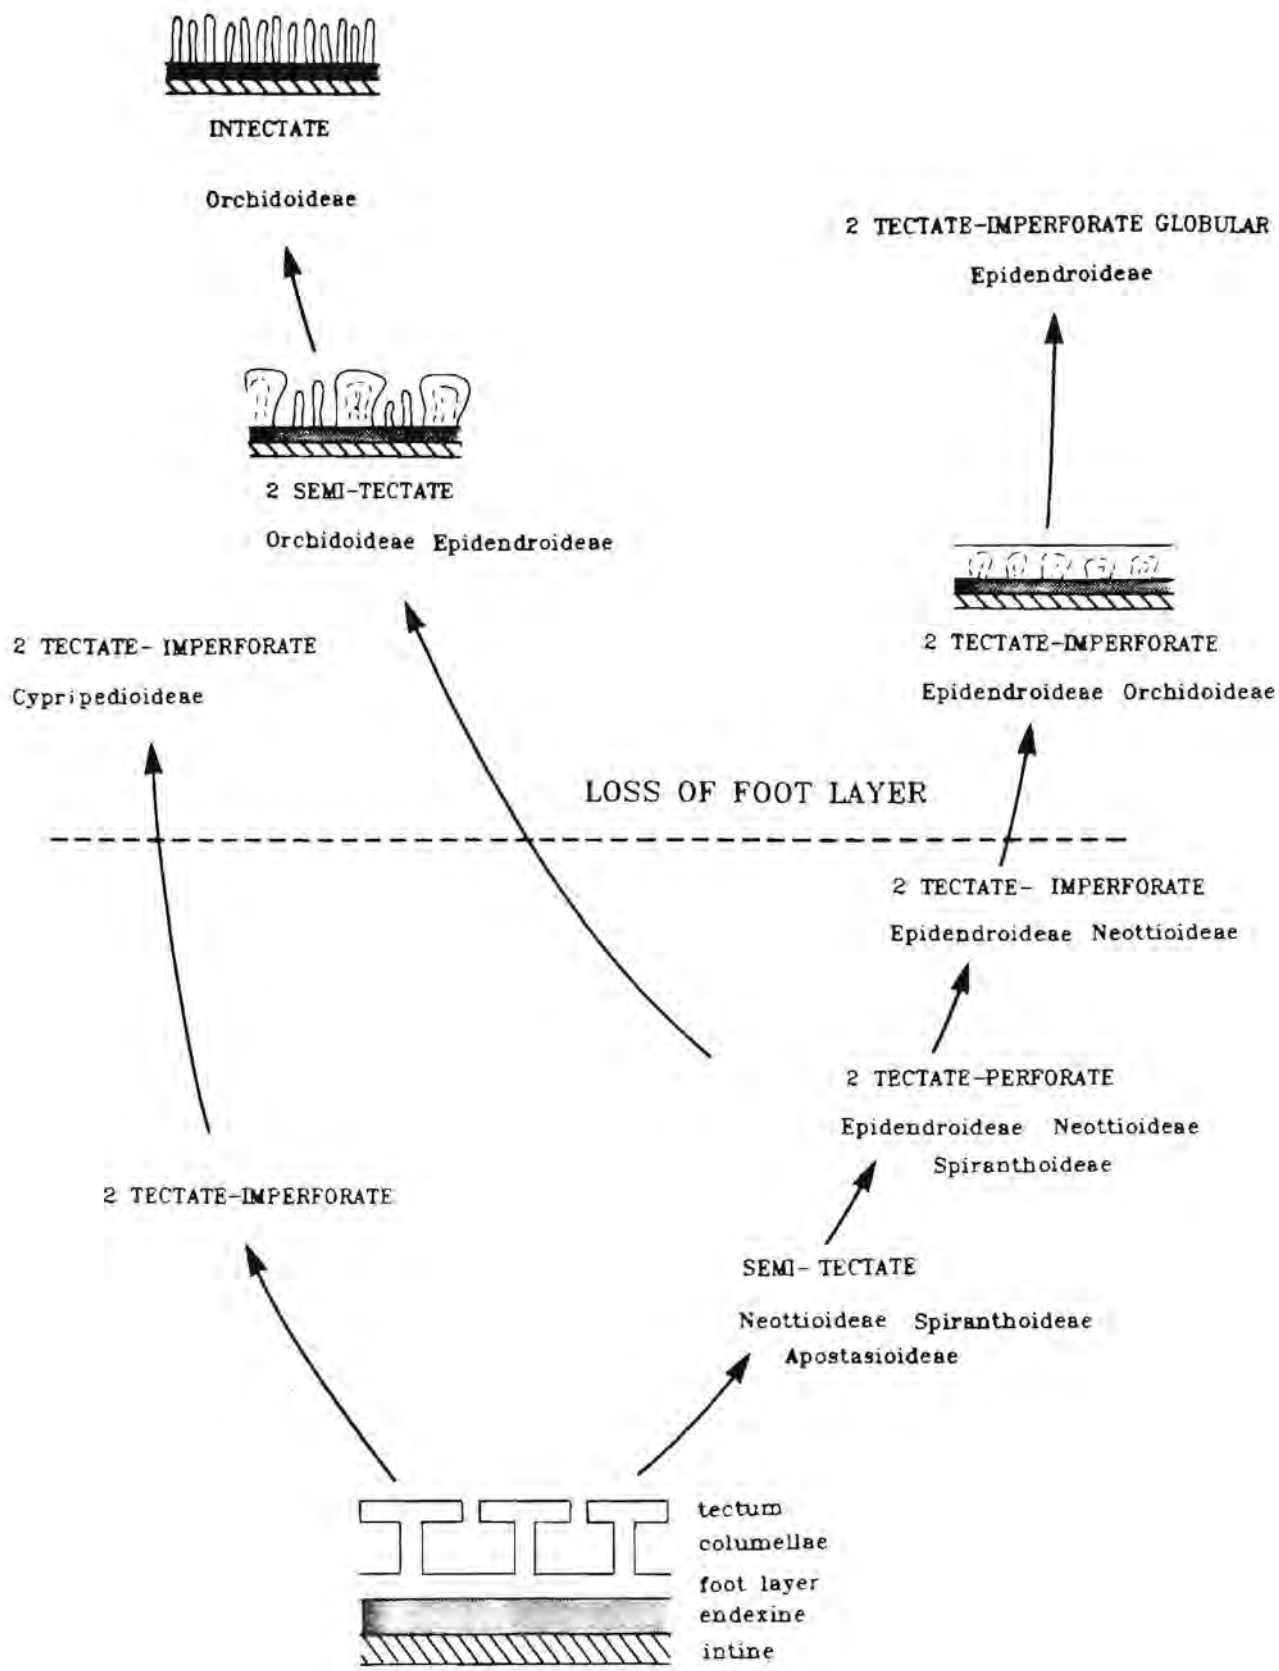 INTECTATE
Orchidoideae
2 TECTATE-IMPERFORATE GLOBULAR
Epidendroideae
2 SEMI-TECTATE
Orchidoideae Epidendroideae
2 TECTATE- IMPERFORATE
Cypripedioideae
2 TECTATE-IMPERFORATE
Epidendroideae Orchidoideae
LOSS OF FOOT LAYER
2 TECTATE- IMPERFORATE
Epidendroideae Neottioideae
2 TECTATE-PERFORATE
Epidendroideae Neottioideae
Spiranthoideae
2 TECTATE-IMPERFORATE
SEMI- TECTATE
Neottioideae Spiranthoideae
Apostasioideae
tectum
columellae
foot layer
endexine
intine